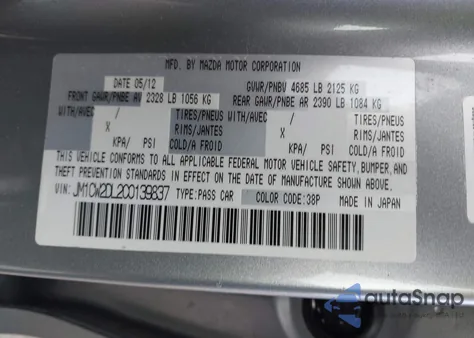 MFD. BY MAZDA MOTOR CORPORATION
DATE 05/12 GVWR/PNBV 4685 LB 2125 KG
FRONT GAWR/PNBE AV 2328 LB 1056 KG REAR GAWR/PNBE AR 2390 LB 1084 KG
WITH/AVEC / TIRES/PNEUS WITH/AVEC / TIRES/PNEUS
X RIMS/JANTES X RIMS/JANTES
KPA/ PSI COLD/A FROID KPA/ PSI COLD/A FROID
THIS VEHICLE CONFORMS TO ALL APPLICABLE FEDERAL MOTOR VEHICLE SAFETY, BUMPER, AND
THEFT PREVENTION STANDARDS IN EFFECT ON THE DATE OF MANUFACTURE SHOWN ABOVE.
VIN: JM1CW2DL2C0139837 TYPE:PASS CAR COLOR CODE:38P MADE IN JAPAN
autoSnap